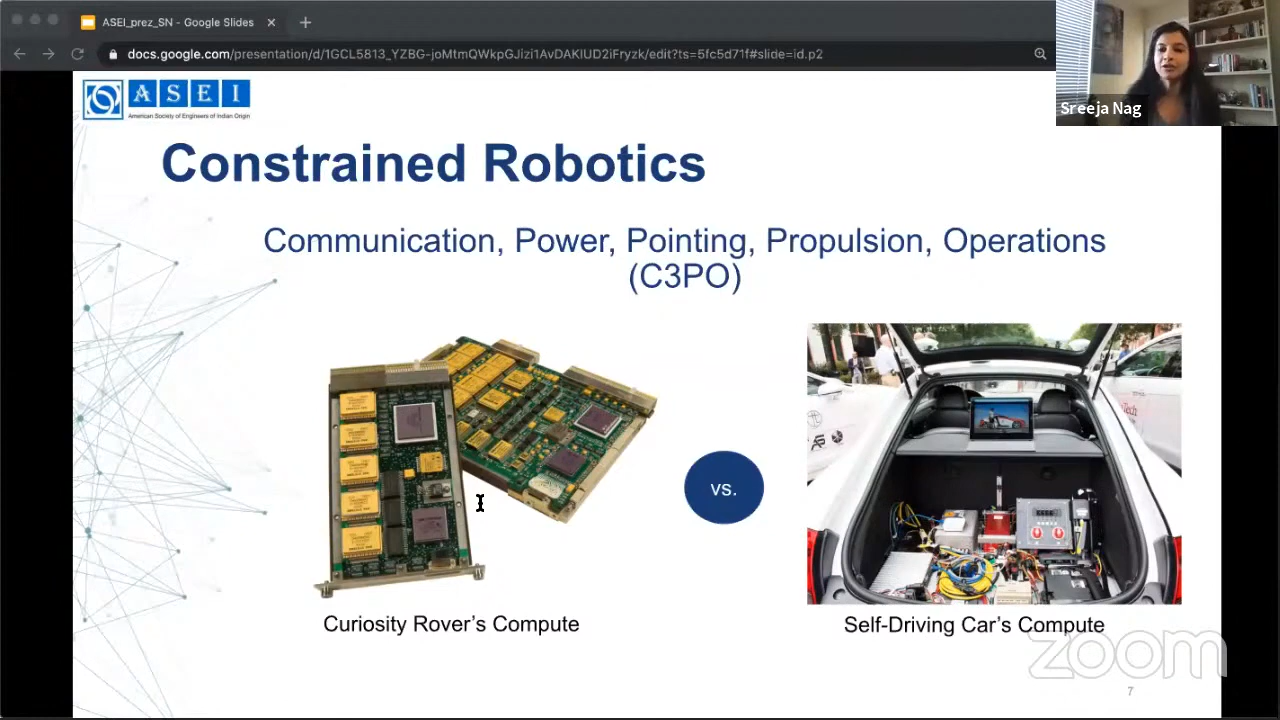 ASEI_prez_SN - Google Slides
docs.google.com/presentation/d/1GCL5813_YZBG-joMtmQWkpGJizi1AvDAKlUD2iFryzk/edit?ts=5fc5d71f#slide=id.p2
Sreeja Nag
ASEI
American Society of Engineers of Indian Origin
Constrained Robotics
Communication, Power, Pointing, Propulsion, Operations
(C3PO)
vs.
Curiosity Rover's Compute
Self-Driving Car's Compute
zoom
7